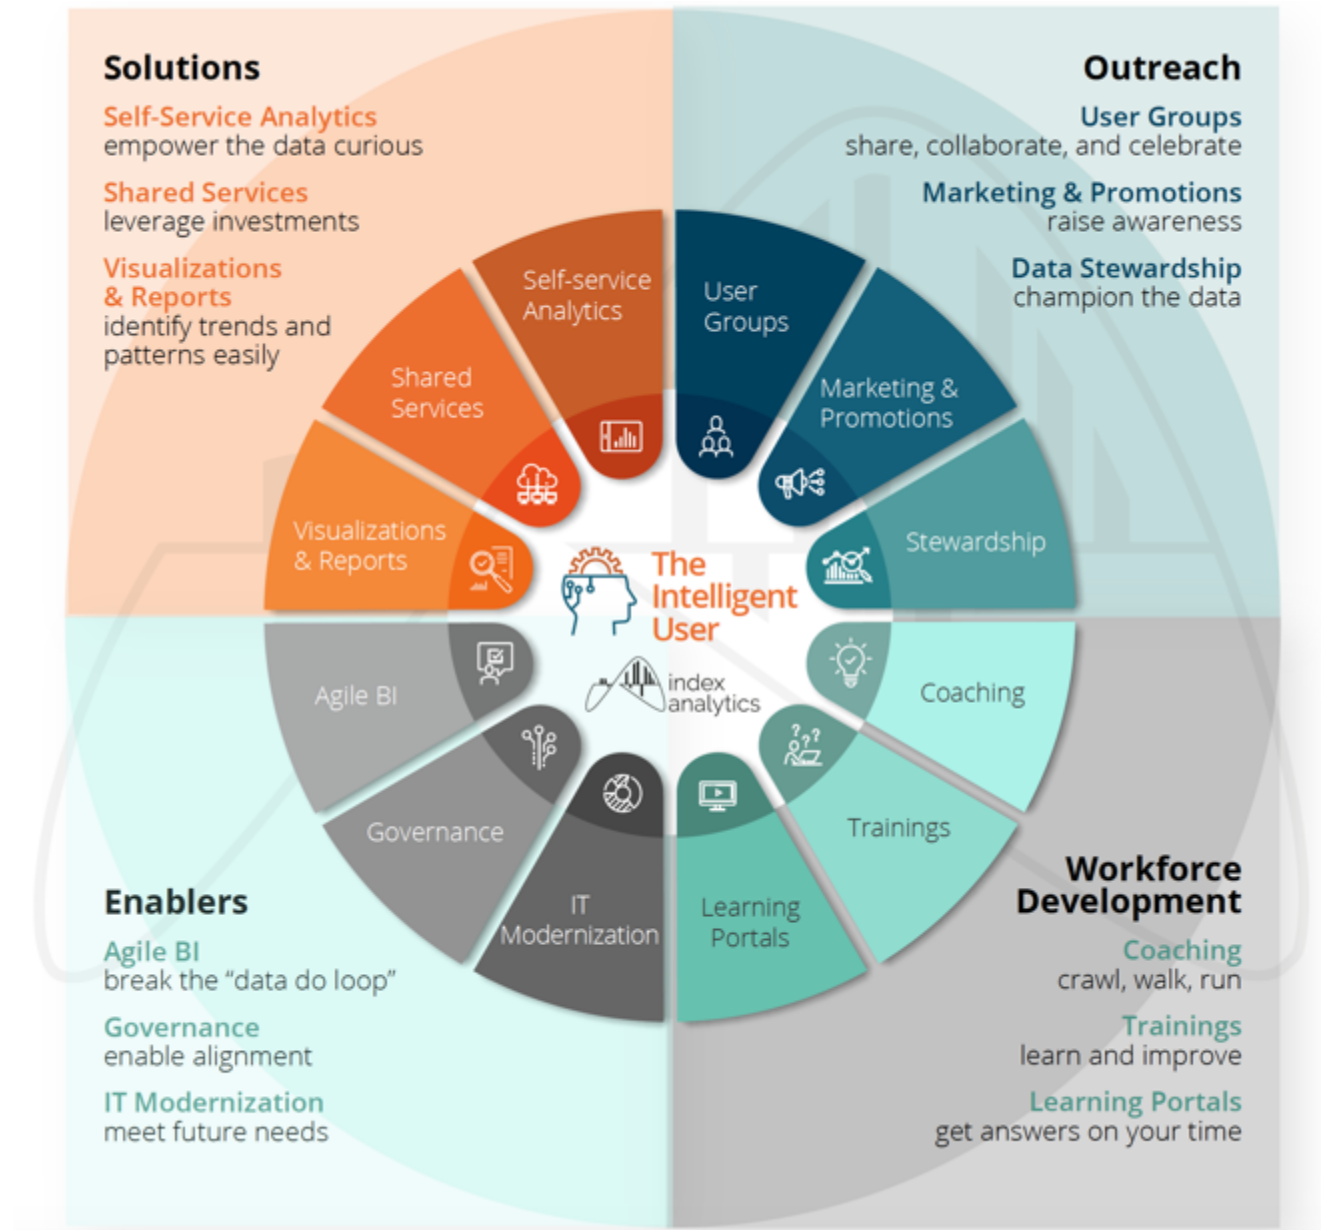 Solutions
Self-Service Analytics
empower the data curious
Shared Services
leverage investments
Visualizations
& Reports
identify trends and
patterns easily
Outreach
User Groups
share, collaborate, and celebrate
Marketing & Promotions
raise awareness
Data Stewardship
champion the data
Self-service
Analytics
User
Groups
Shared
Services
Marketing &
Promotions
Visualizations
& Reports
Stewardship
The
Intelligent
User
index
analytics
Agile BI
Coaching
Governance
Trainings
IT
Modernization
Learning
Portals
???
Enablers
Agile BI
break the “data do loop”
Governance
enable alignment
IT Modernization
meet future needs
Workforce
Development
Coaching
crawl, walk, run
Trainings
learn and improve
Learning Portals
get answers on your time